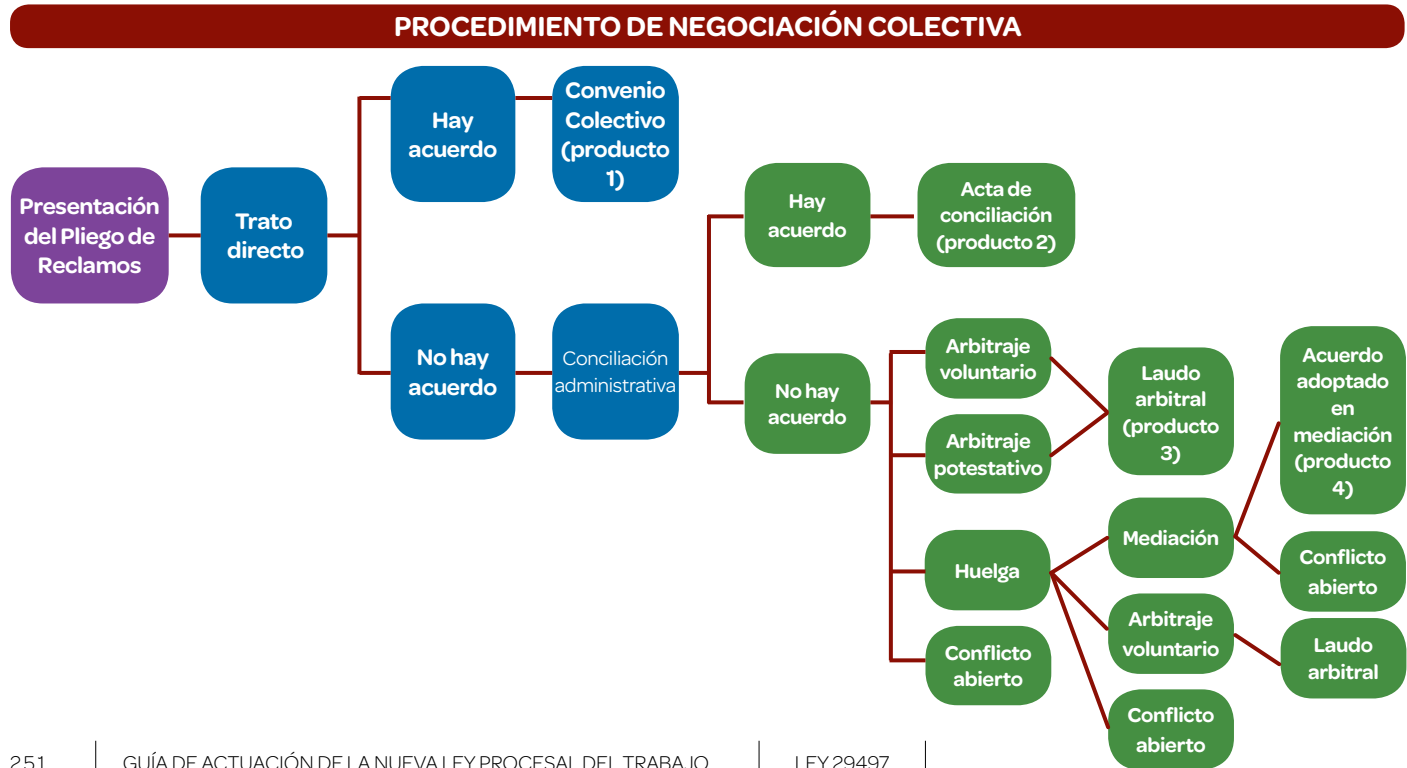 PROCEDIMIENTO DE NEGOCIACIÓN COLECTIVA
Presentación
del Pliego de
Reclamos
Trato
directo
Hay
acuerdo
Convenio
Colectivo
(producto
1)
No hay
acuerdo
Conciliación
administrativa
Hay
acuerdo
Acta de
conciliación
(producto 2)
No hay
acuerdo
Arbitraje
voluntario
Arbitraje
potestativo
Laudo
arbitral
(producto
3)
Huelga
Conflicto
abierto
Mediación
Arbitraje
voluntario
Conflicto
abierto
Acuerdo
adoptado
en
mediación
(producto
4)
Conflicto
abierto
Laudo
arbitral
251 GUÍA DE ACTUACIÓN DE LA NUEVA LEY PROCESAL DEL TRABAJO LEY 29497